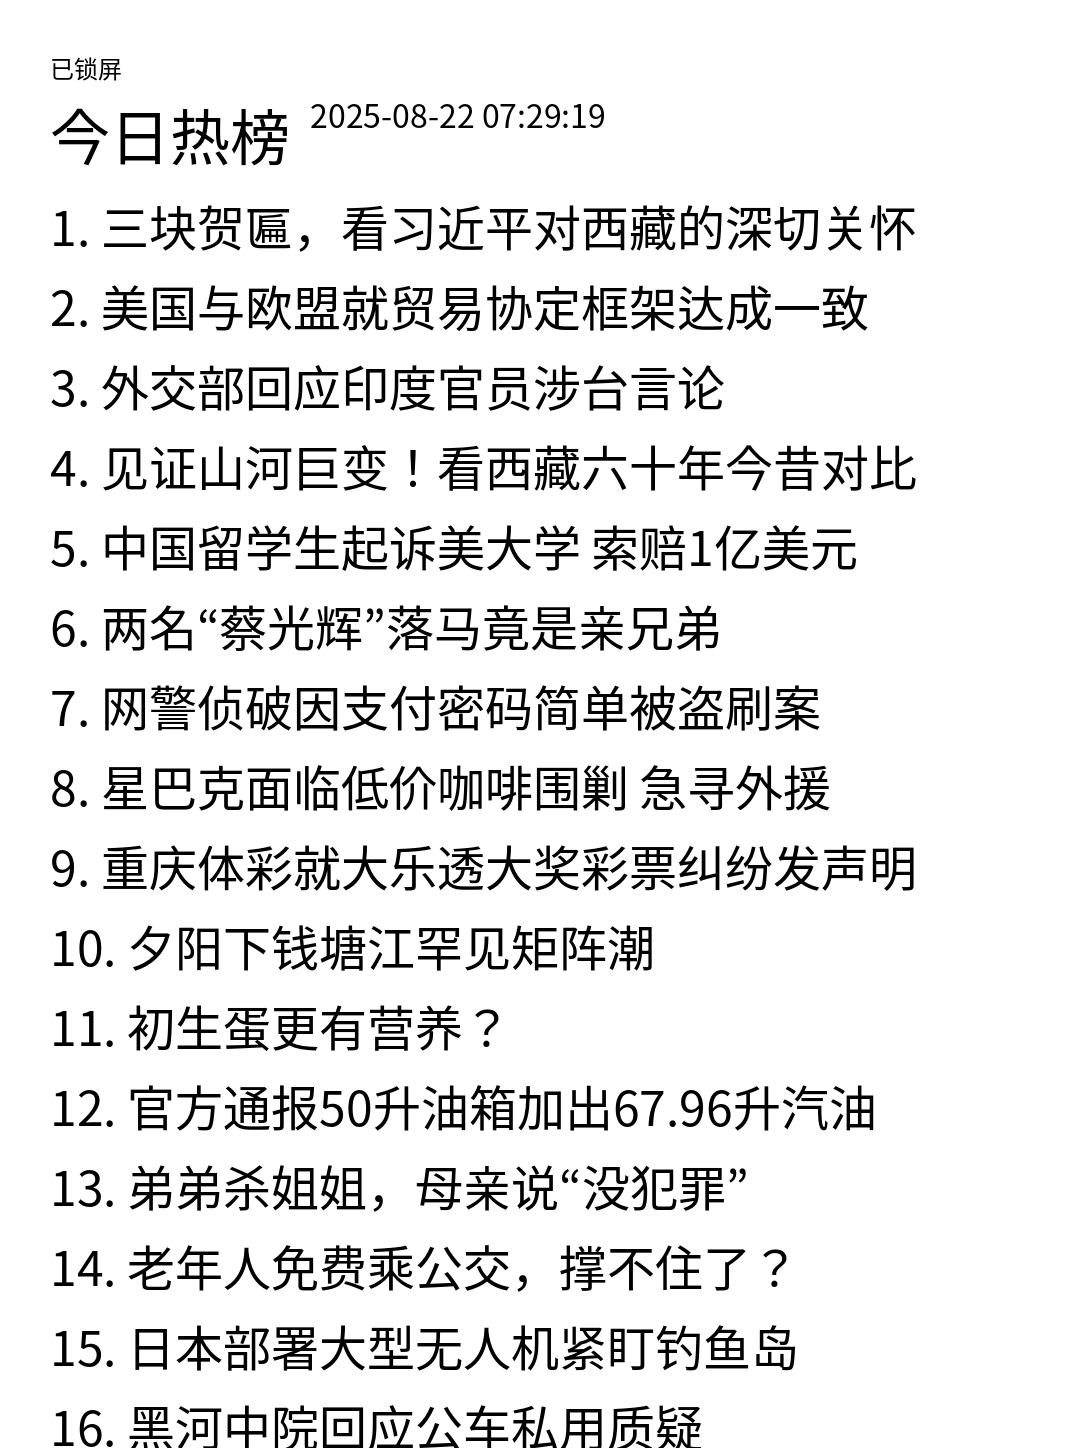 已锁屏
今日热榜 2025-08-22 07:29:19
1. 三块贺匾，看习近平对西藏的深切关怀
2. 美国与欧盟就贸易协定框架达成一致
3. 外交部回应印度官员涉台言论
4. 见证山河巨变！看西藏六十年今昔对比
5. 中国留学生起诉美大学 索赔1亿美元
6. 两名“蔡光辉”落马竟是亲兄弟
7. 网警侦破因支付密码简单被盗刷案
8. 星巴克面临低价咖啡围剿 急寻外援
9. 重庆体彩就大乐透大奖彩票纠纷发声明
10. 夕阳下钱塘江罕见矩阵潮
11. 初生蛋更有营养？
12. 官方通报50升油箱加出67.96升汽油
13. 弟弟杀姐姐，母亲说“没犯罪”
14. 老年人免费乘公交，撑不住了？
15. 日本部署大型无人机紧盯钓鱼岛
16. 黑河中院回应公车私用质疑